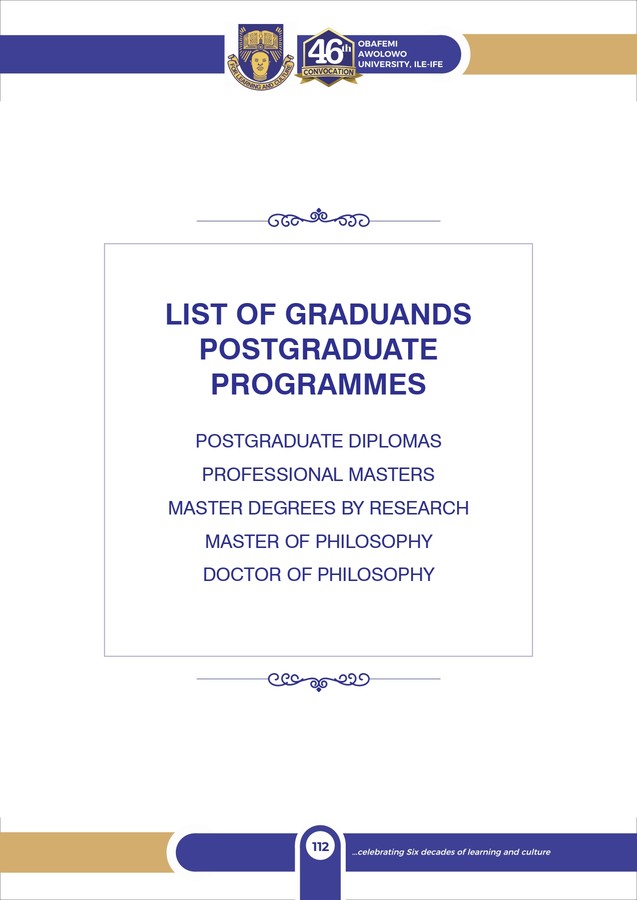 FOR LEARNING AND CULTURE
46th
CONVOCATION
OBAFEMI
AWOLOWO
UNIVERSITY, ILE-IFE
LIST OF GRADUANDS
POSTGRADUATE
PROGRAMMES
POSTGRADUATE DIPLOMAS
PROFESSIONAL MASTERS
MASTER DEGREES BY RESEARCH
MASTER OF PHILOSOPHY
DOCTOR OF PHILOSOPHY
112
...celebrating Six decades of learning and culture